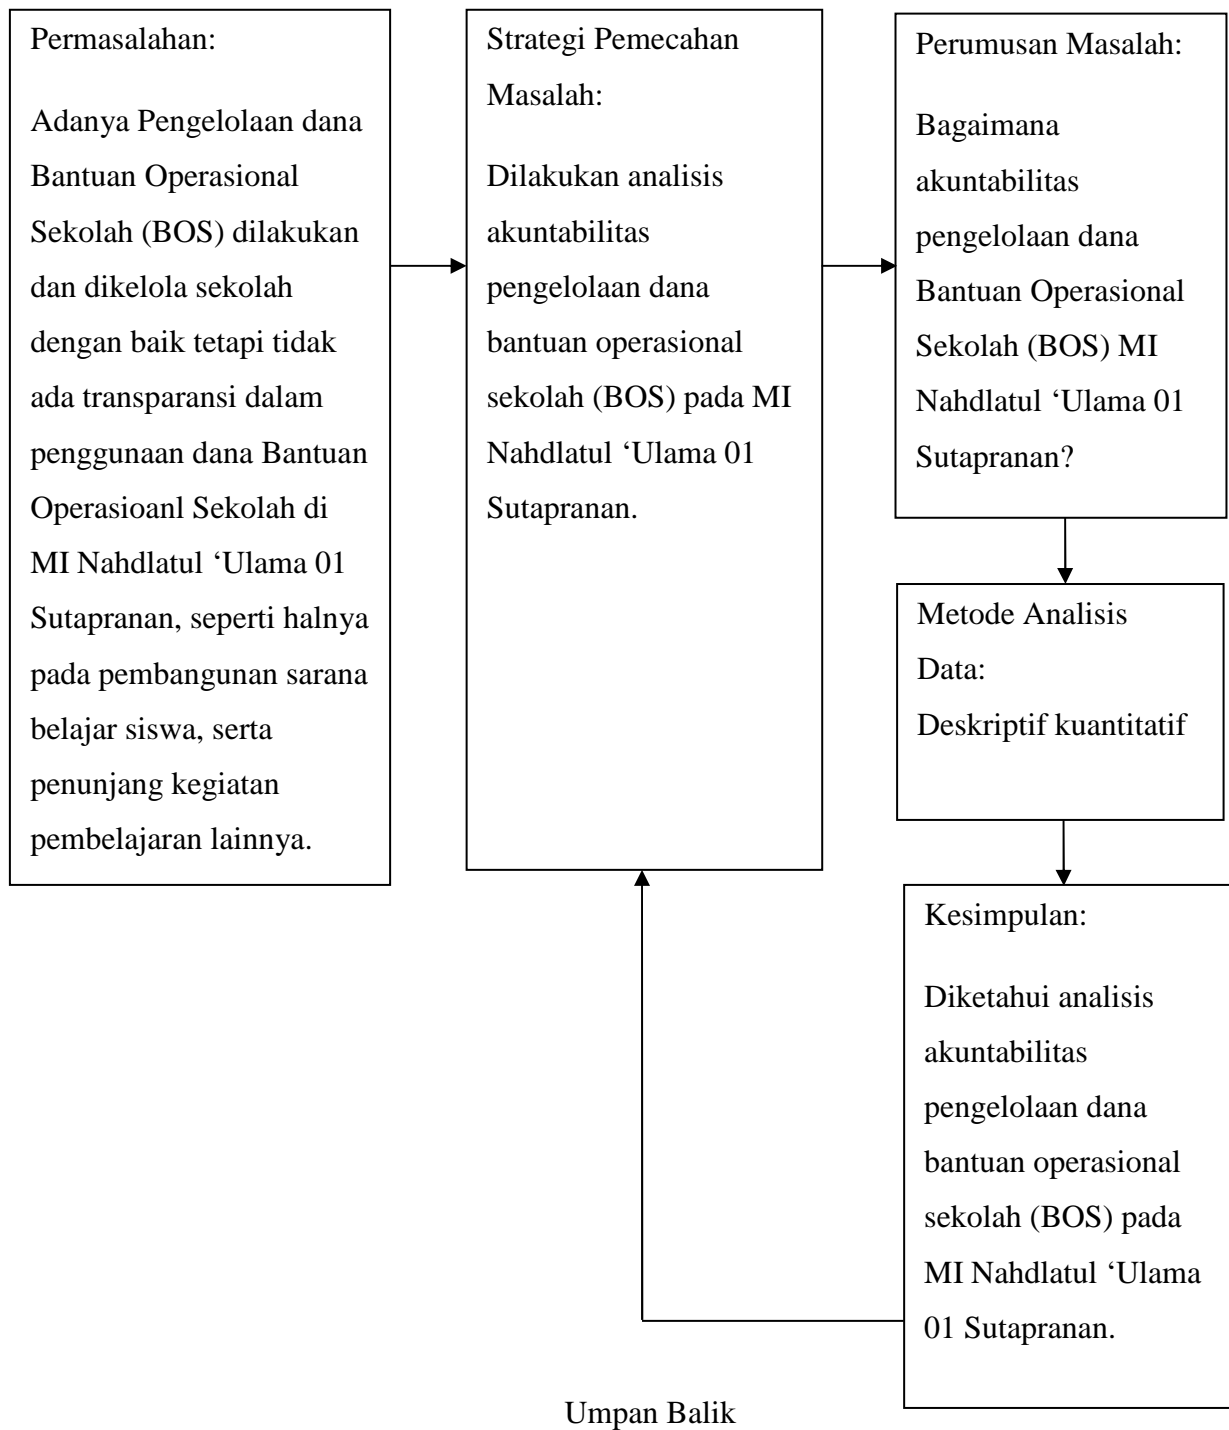 Permasalahan:
Adanya Pengelolaan dana
Bantuan Operasional
Sekolah (BOS) dilakukan
dan dikelola sekolah
dengan baik tetapi tidak
ada transparansi dalam
penggunaan dana Bantuan
Operasioanl Sekolah di
MI Nahdlatul ‘Ulama 01
Sutapranan, seperti halnya
pada pembangunan sarana
belajar siswa, serta
penunjang kegiatan
pembelajaran lainnya.
Strategi Pemecahan
Masalah:
Dilakukan analisis
akuntabilitas
pengelolaan dana
bantuan operasional
sekolah (BOS) pada MI
Nahdlatul ‘Ulama 01
Sutapranan.
Perumusan Masalah:
Bagaimana
akuntabilitas
pengelolaan dana
Bantuan Operasional
Sekolah (BOS) MI
Nahdlatul ‘Ulama 01
Sutapranan?
Metode Analisis
Data:
Deskriptif kuantitatif
Kesimpulan:
Diketahui analisis
akuntabilitas
pengelolaan dana
bantuan operasional
sekolah (BOS) pada
MI Nahdlatul ‘Ulama
01 Sutapranan.
Umpan Balik